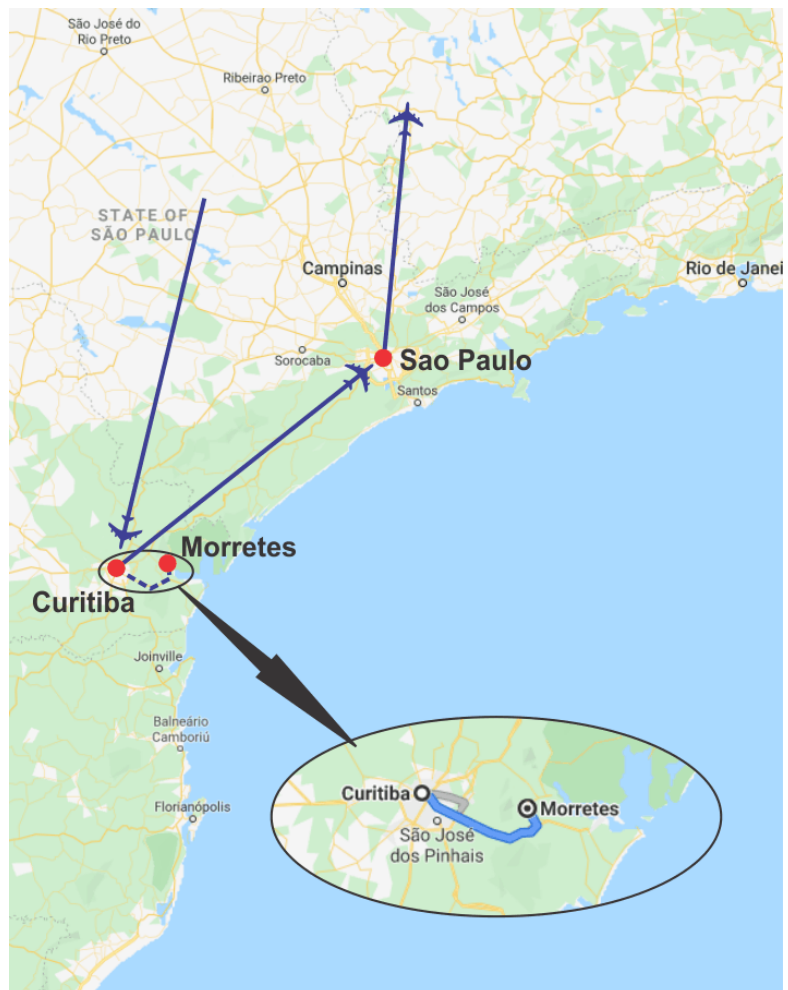 São José do
Rio Preto
Ribeirao Preto
STATE OF
SÃO PAULO
Campinas
Rio de Janei
São José
dos Campos
Sorocaba
Sao Paulo
Santos
Morretes
Curitiba
Joinville
Balneário
Camboriú
Florianópolis
Curitiba
Morretes
São José
dos Pinhais